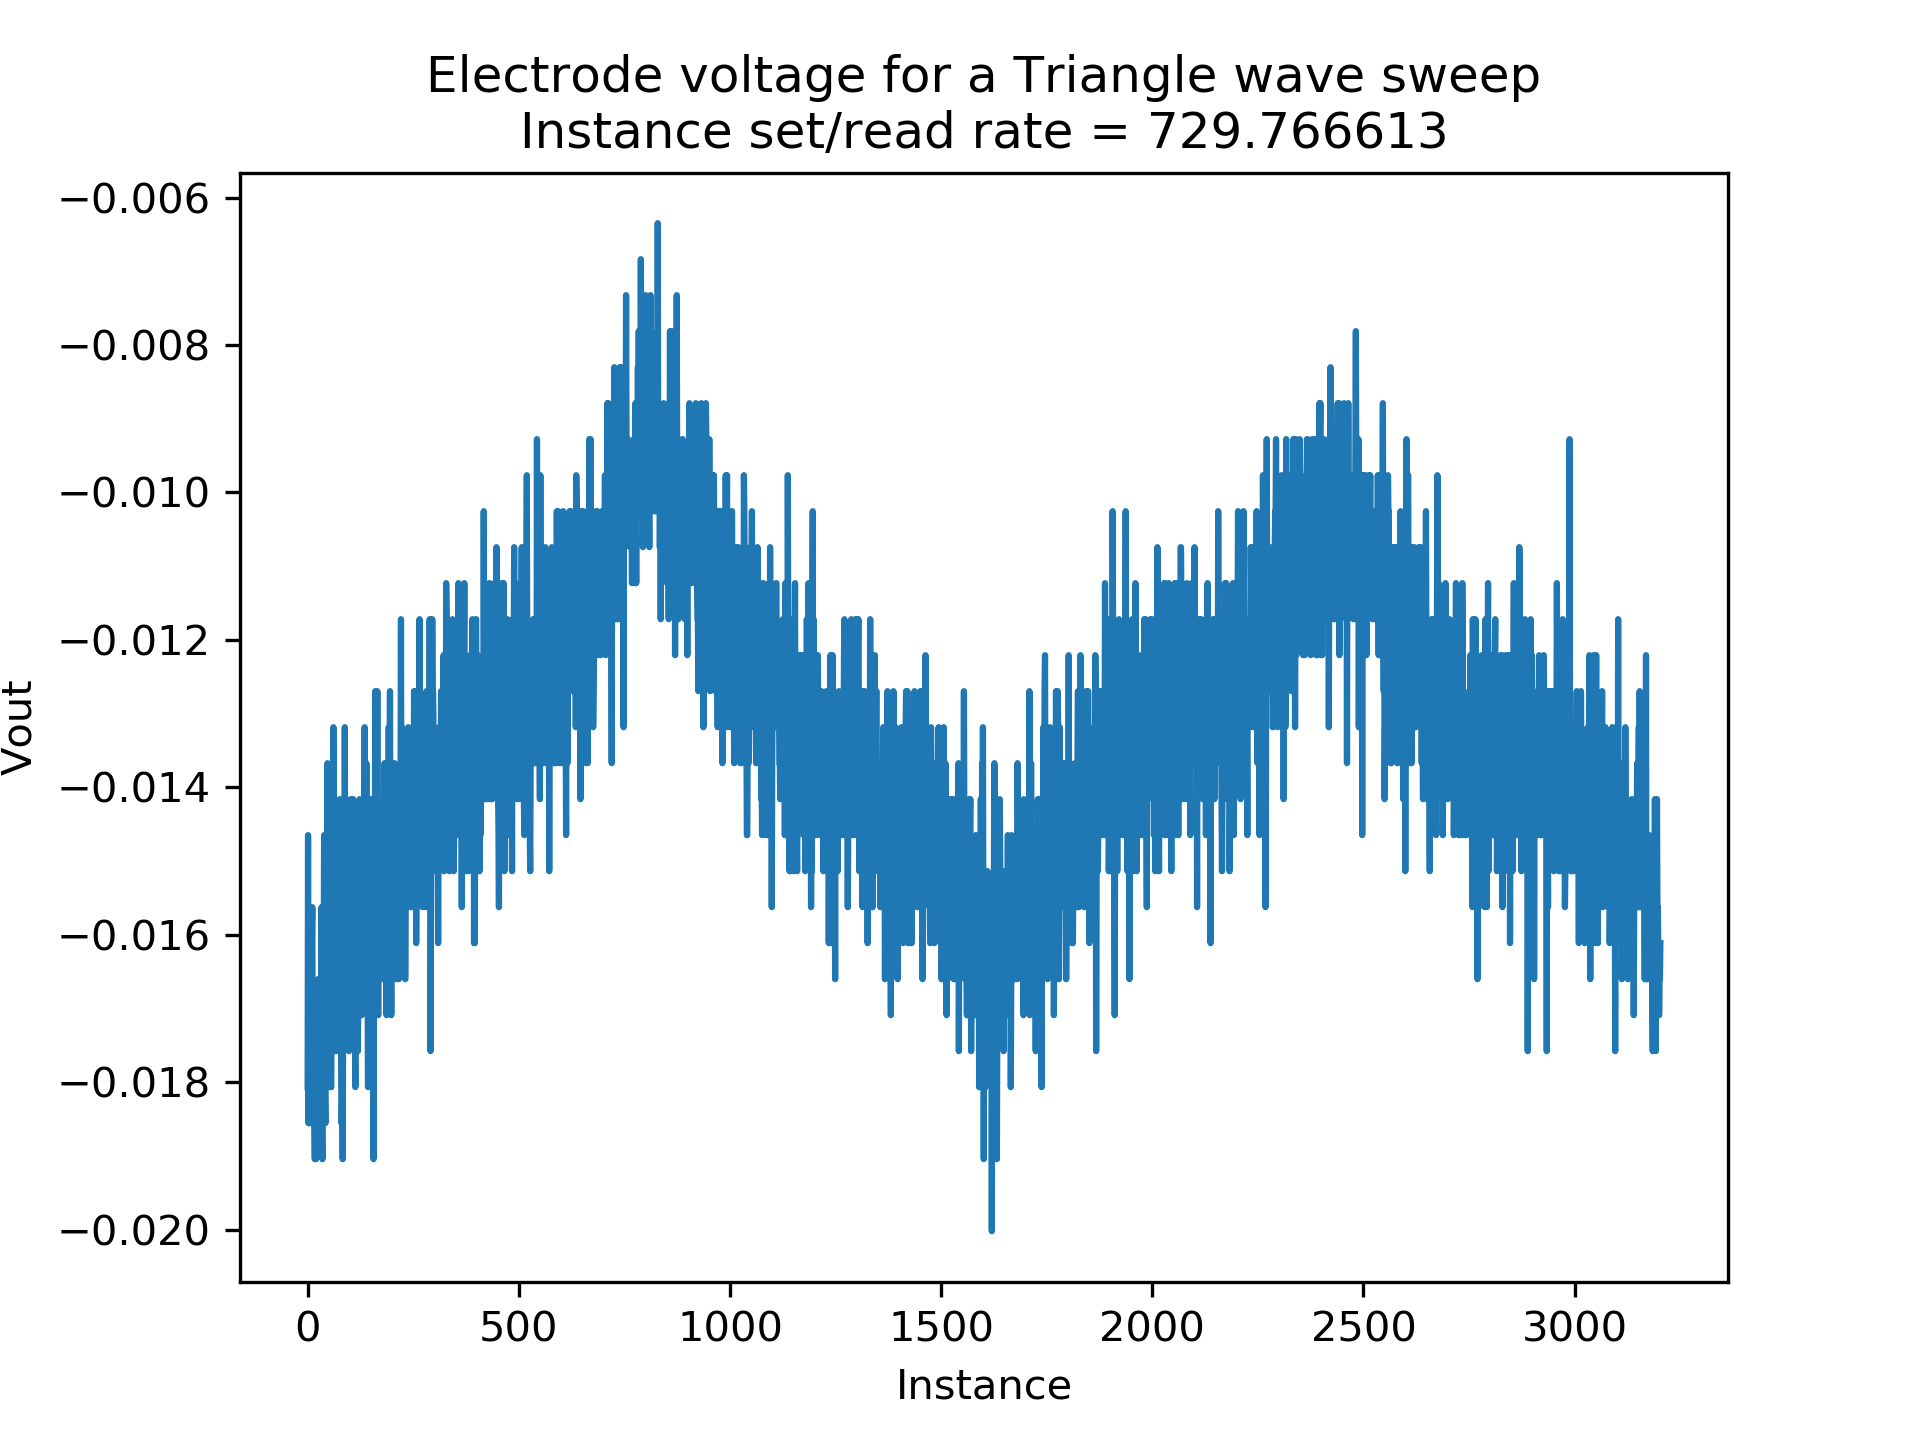 Electrode voltage for a Triangle wave sweep
Instance set/read rate = 729.766613
−0.006
−0.008
−0.010
−0.012
−0.014
−0.016
−0.018
−0.020
Vout
0 500 1000 1500 2000 2500 3000
Instance